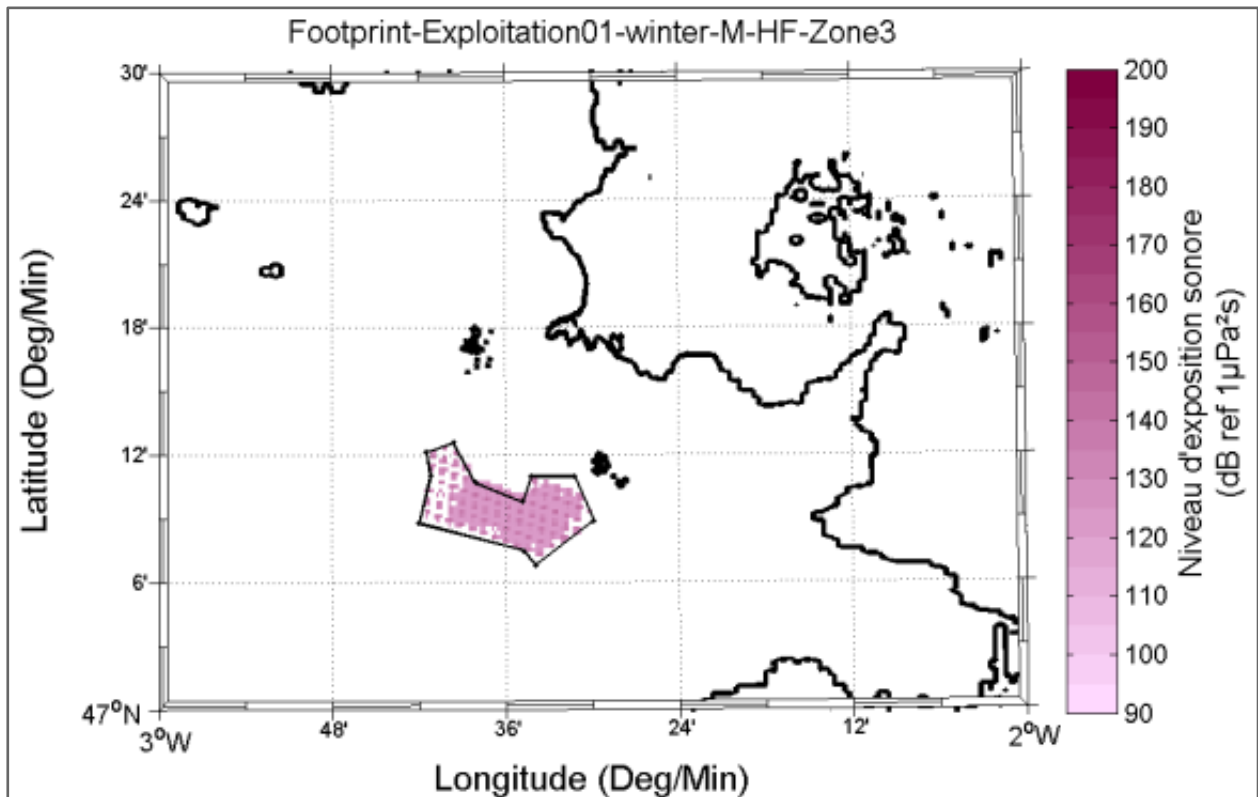 Footprint-Exploitation01-winter-M-HF-Zone3
30'
24'
18'
12'
6'
47°N
3°W
48'
36'
24'
12'
2°W
Latitude (Deg/Min)
Longitude (Deg/Min)
200
190
180
170
160
150
140
130
120
110
100
90
Niveau d'exposition sonore
(dB ref 1µPa²s)